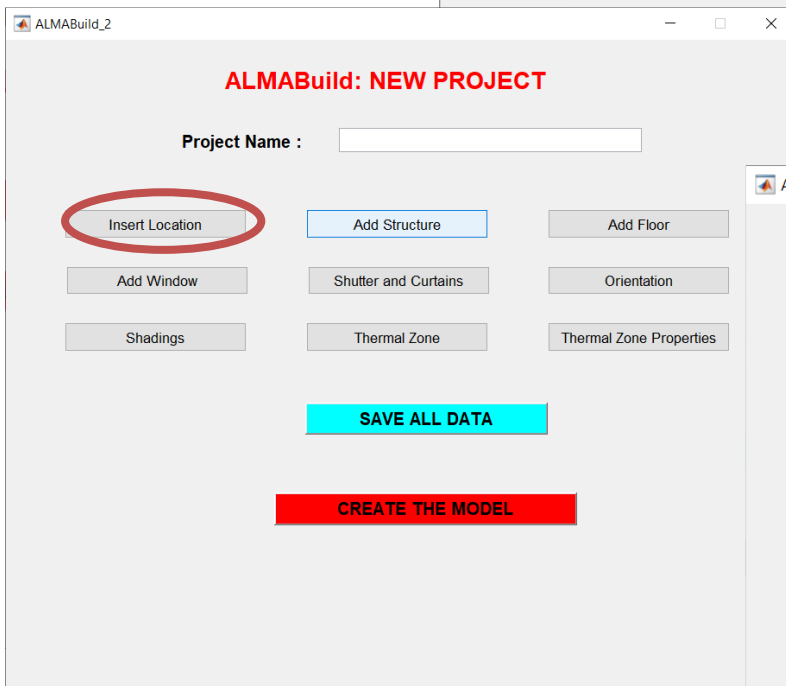 ALMABuild_2
ALMABuild: NEW PROJECT
Project Name :
Insert Location Add Structure Add Floor
Add Window Shutter and Curtains Orientation
Shadings Thermal Zone Thermal Zone Properties
SAVE ALL DATA
CREATE THE MODEL